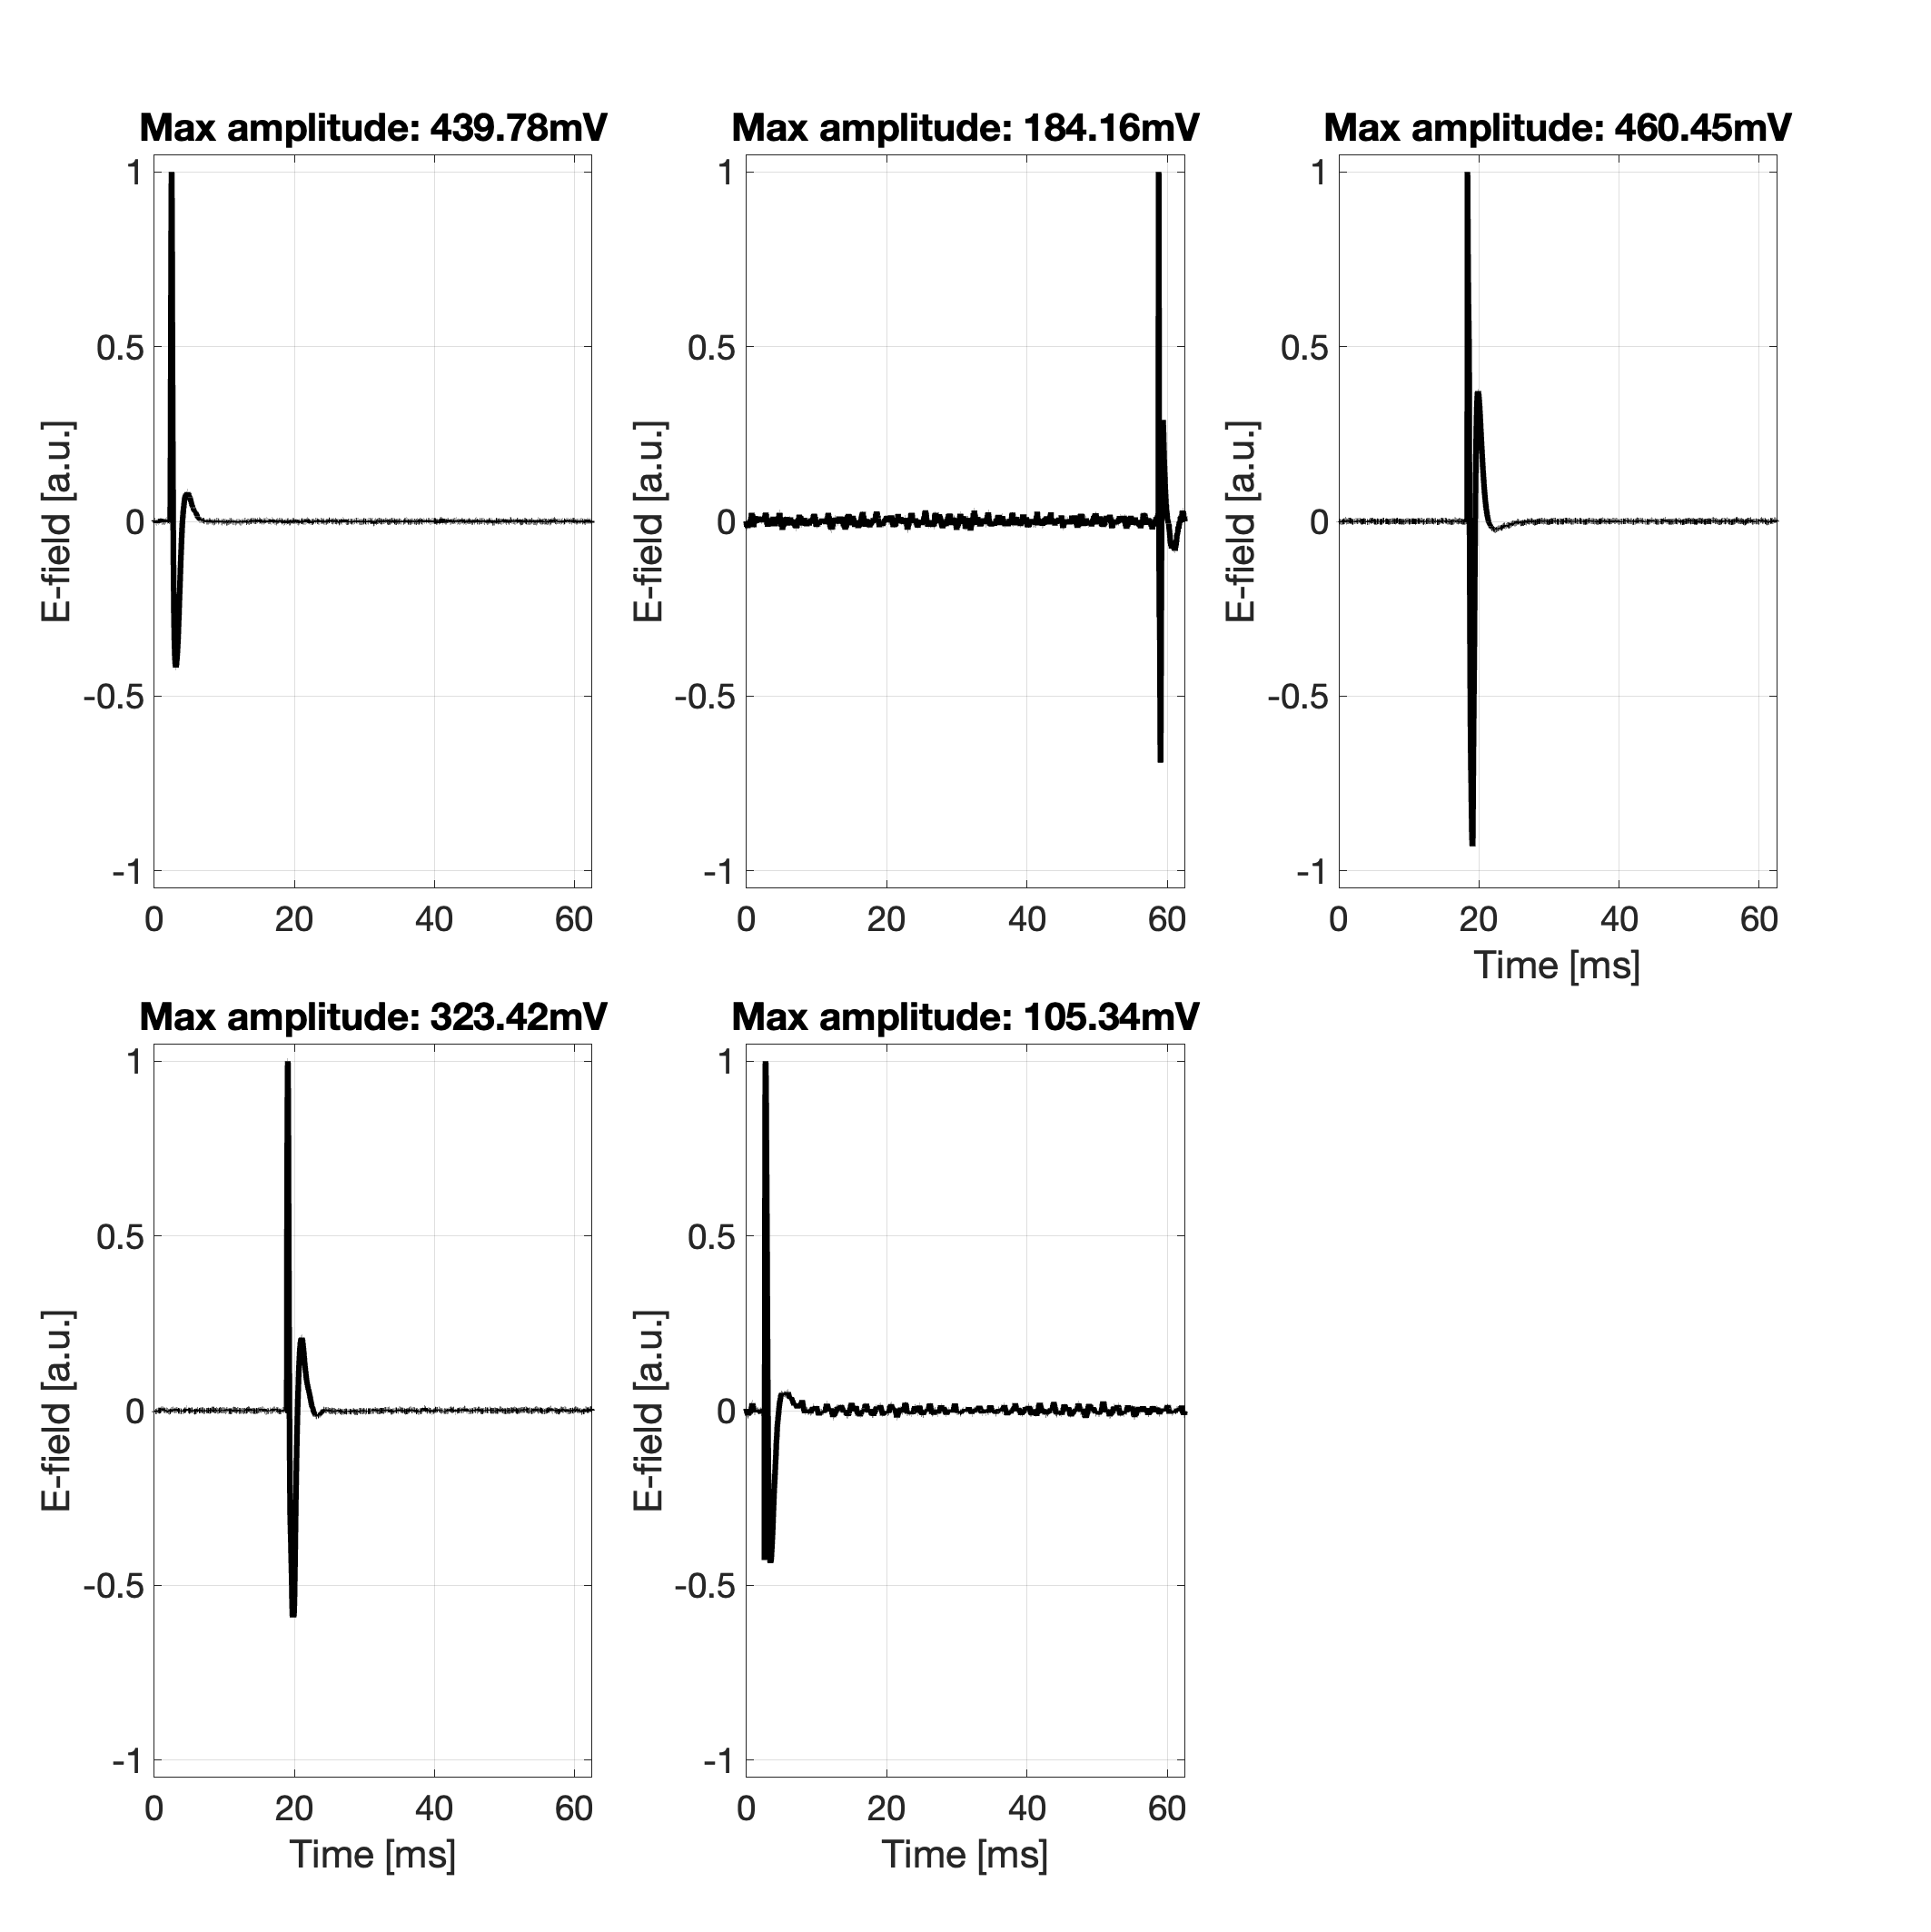 Max amplitude: 439.78mV
1
0.5
0
-0.5
-1
E-field [a.u.]
0 20 40 60
Max amplitude: 184.16mV
1
0.5
0
-0.5
-1
E-field [a.u.]
0 20 40 60
Max amplitude: 460.45mV
1
0.5
0
-0.5
-1
E-field [a.u.]
0 20 40 60
Time [ms]
Max amplitude: 323.42mV
1
0.5
0
-0.5
-1
E-field [a.u.]
0 20 40 60
Time [ms]
Max amplitude: 105.34mV
1
0.5
0
-0.5
-1
E-field [a.u.]
0 20 40 60
Time [ms]